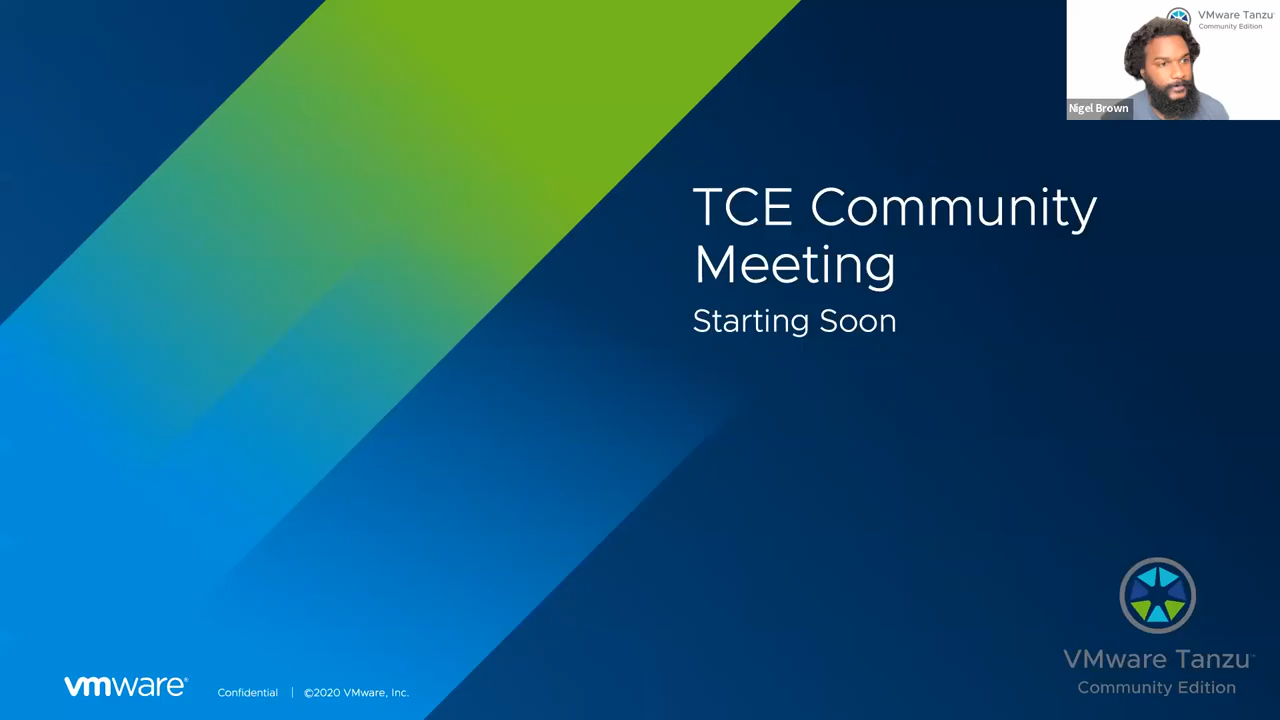 VMware Tanzu
Community Edition
Nigel Brown
TCE Community
Meeting
Starting Soon
VMware Tanzu™
Community Edition
vmware®
Confidential | ©2020 VMware, Inc.